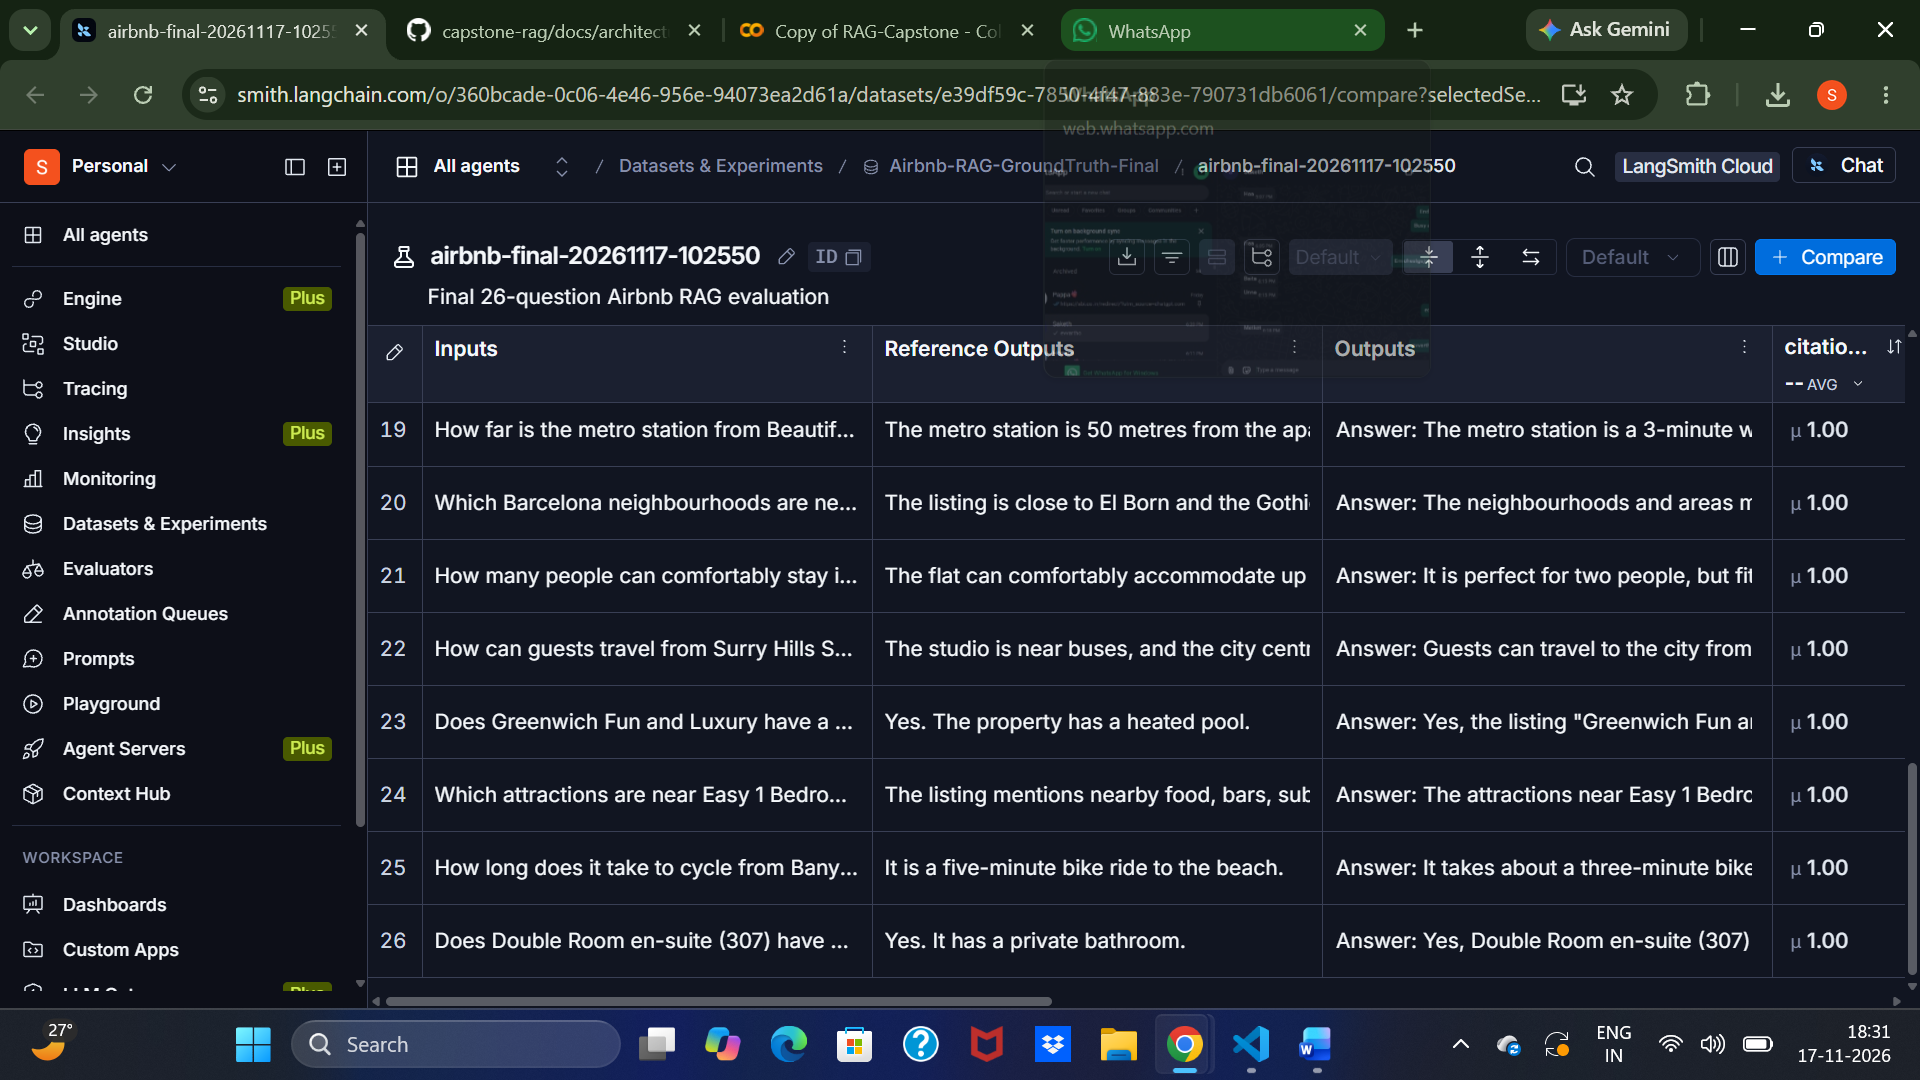 airbnb-final-20261117-1025
capstone-rag/docs/architect
Copy of RAG-Capstone - Col
WhatsApp
Ask Gemini
smith.langchain.com/o/360bcade-0c06-4e46-956e-94073ea2d61a/datasets/e39df59c-7850-4f47-883e-790731db6061/compare?selectedSe...
web.whatsapp.com
S Personal
All agents / Datasets & Experiments / Airbnb-RAG-GroundTruth-Final / airbnb-final-20261117-102550
LangSmith Cloud
Chat
All agents
Engine Plus
Studio
Tracing
Insights Plus
Monitoring
Datasets & Experiments
Evaluators
Annotation Queues
Prompts
Playground
Agent Servers Plus
Context Hub
WORKSPACE
Dashboards
Custom Apps
airbnb-final-20261117-102550 ID
Default Default + Compare
Final 26-question Airbnb RAG evaluation
Turn on background sync
Inputs Reference Outputs Outputs citatio...
-- AVG
19 How far is the metro station from Beautif... The metro station is 50 metres from the apa Answer: The metro station is a 3-minute w μ 1.00
20 Which Barcelona neighbourhoods are ne... The listing is close to El Born and the Gothi Answer: The neighbourhoods and areas m μ 1.00
21 How many people can comfortably stay i... The flat can comfortably accommodate up Answer: It is perfect for two people, but fit μ 1.00
22 How can guests travel from Surry Hills S... The studio is near buses, and the city centr Answer: Guests can travel to the city from μ 1.00
23 Does Greenwich Fun and Luxury have a ... Yes. The property has a heated pool. Answer: Yes, the listing "Greenwich Fun ar μ 1.00
24 Which attractions are near Easy 1 Bedro... The listing mentions nearby food, bars, sub Answer: The attractions near Easy 1 Bedro μ 1.00
25 How long does it take to cycle from Bany... It is a five-minute bike ride to the beach. Answer: It takes about a three-minute bike μ 1.00
26 Does Double Room en-suite (307) have ... Yes. It has a private bathroom. Answer: Yes, Double Room en-suite (307) μ 1.00
27°
Search
ENG
IN
18:31
17-11-2026